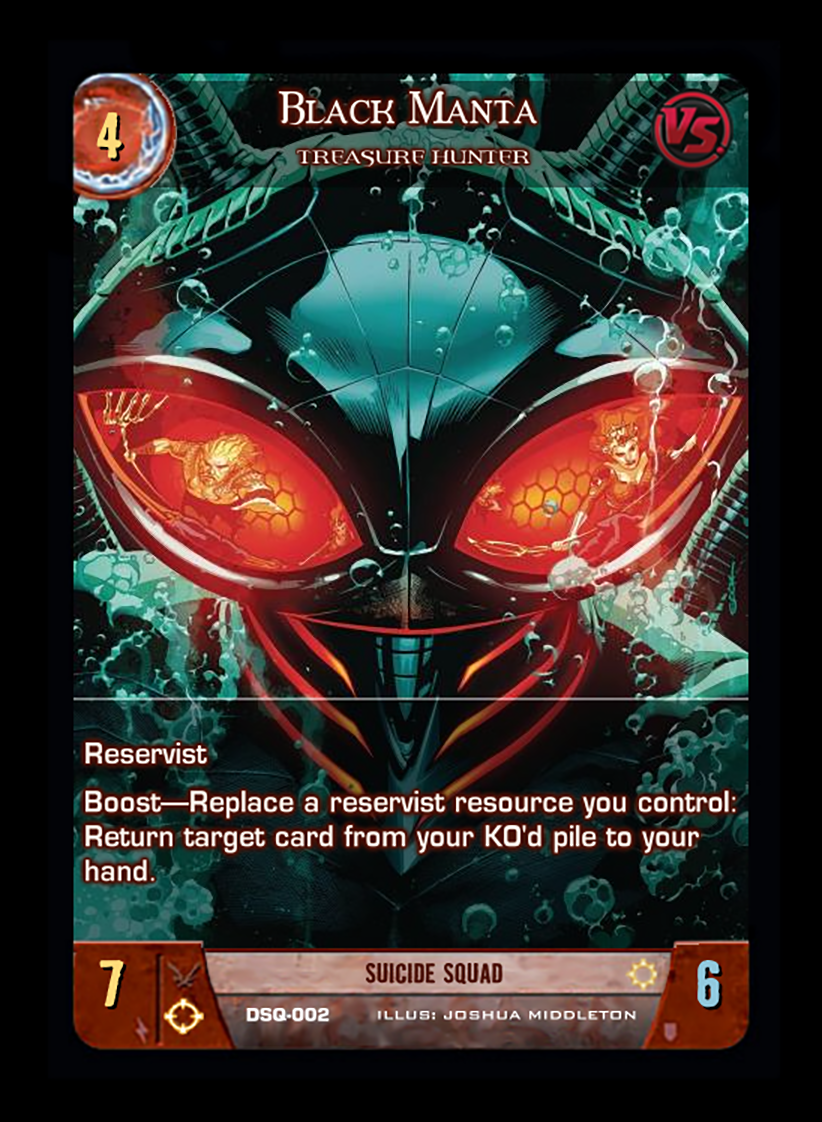 4
Black Manta
VS.
TREASURE HUNTER
Reservist
Boost—Replace a reservist resource you control:
Return target card from your KO'd pile to your
hand.
7
SUICIDE SQUAD
6
DSQ-002 ILLUS: JOSHUA MIDDLETON